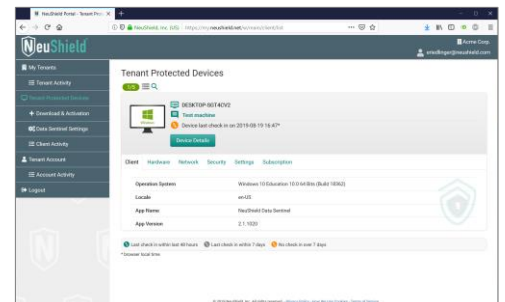 NeuShield Portal - Tenant Prot
NeuShield, Inc. (US)
https://my.neushield.net/
NeuShield
Acme Corp
My Tenants
Tenant Activity
Tenant Protected Devices
Download & Activation
Data Sentinel Settings
Client Activity
Tenant Account
Account Activity
Logout
Tenant Protected Devices
1/5
DESKTOP-0GT4CV2
Test machine
Device last check in on 2019-08-19 16:47*
Windows
Device Details
Client Hardware Network Security Settings Subscription
Operation System Windows 10 Education 10.0 64 Bits (Build 18362)
Locale en-US
App Name NeuShield Data Sentinel
App Version 2.1.1020
Last check in within last 48 hours Last check in within 7 days No check in over 7 days
*browser local time